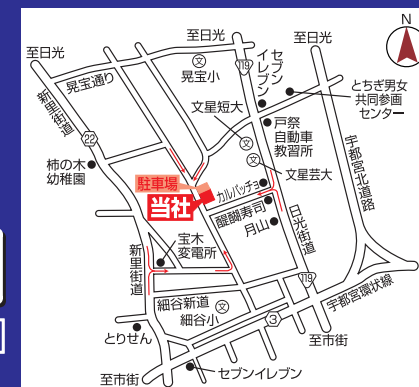 N
至日光
至日光
至日光
晃宝通り
文
晃宝小
119
セブン
イレブン
とちぎ男女
共同参画
センター
新里街道
22
文星短大
文
戸祭
自動車
教習所
文
文星芸大
柿の木
幼稚園
駐車場
当社
カルパッチョ
醍醐寿司
月山
宇都宮北道路
日光街道
宝木
変電所
新里街道
119
細谷新道
細谷小
文
3
宇都宮環状線
とりせん
至市街
至市街
セブンイレブン